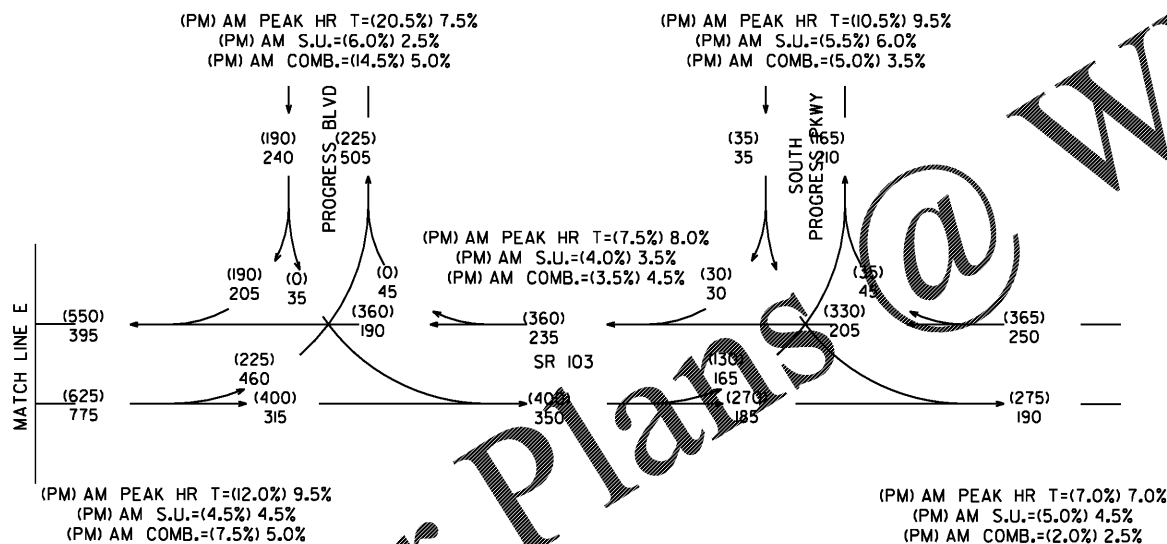 (PM) AM PEAK HR T=(20.5%) 7.5%
(PM) AM S.U.=(6.0%) 2.5%
(PM) AM COMB.=(14.5%) 5.0%
(PM) AM PEAK HR T=(10.5%) 9.5%
(PM) AM S.U.=(5.5%) 6.0%
(PM) AM COMB.=(5.0%) 3.5%
(190)
240
PROGRESS BLVD
(225)
505
(35)
35
SOUTH
PROGRESS PKWY
(165)
210
(PM) AM PEAK HR T=(7.5%) 8.0%
(PM) AM S.U.=(4.0%) 3.5%
(PM) AM COMB.=(3.5%) 4.5%
(190)
205
(0)
35
(0)
45
(30)
30
(35)
45
MATCH LINE E
(550)
395
(360)
190
(360)
235
(330)
205
(365)
250
SR 103
(225)
460
(130)
165
(625)
775
(400)
315
(400)
350
(270)
185
(275)
190
(PM) AM PEAK HR T=(12.0%) 9.5%
(PM) AM S.U.=(4.5%) 4.5%
(PM) AM COMB.=(7.5%) 5.0%
(PM) AM PEAK HR T=(7.0%) 7.0%
(PM) AM S.U.=(5.0%) 4.5%
(PM) AM COMB.=(2.0%) 2.5%
r Plans @ W